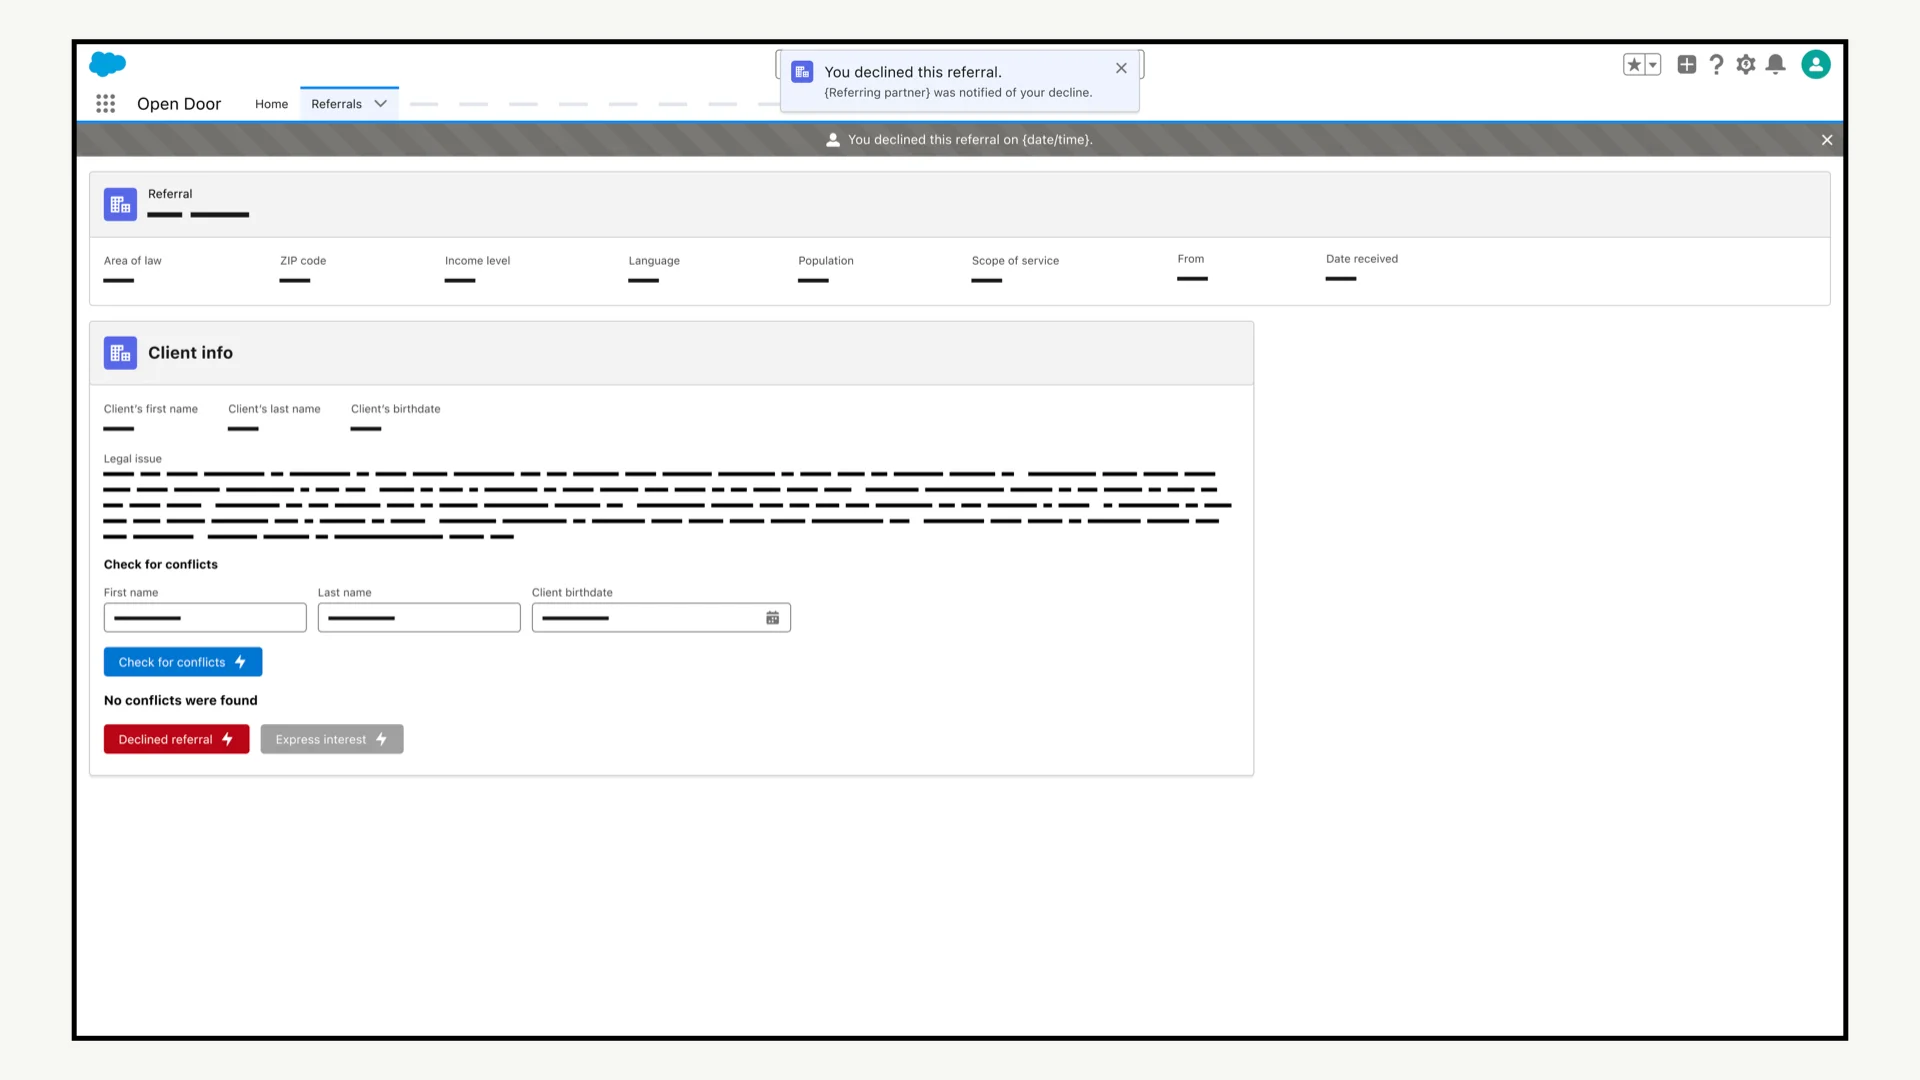 You declined this referral.
{Referring partner} was notified of your decline.
Open Door
Home
Referrals
You declined this referral on {date/time}.
Referral
Area of law
ZIP code
Income level
Language
Population
Scope of service
From
Date received
Client info
Client's first name
Client's last name
Client's birthdate
Legal issue
Check for conflicts
First name
Last name
Client birthdate
Check for conflicts
No conflicts were found
Declined referral
Express interest